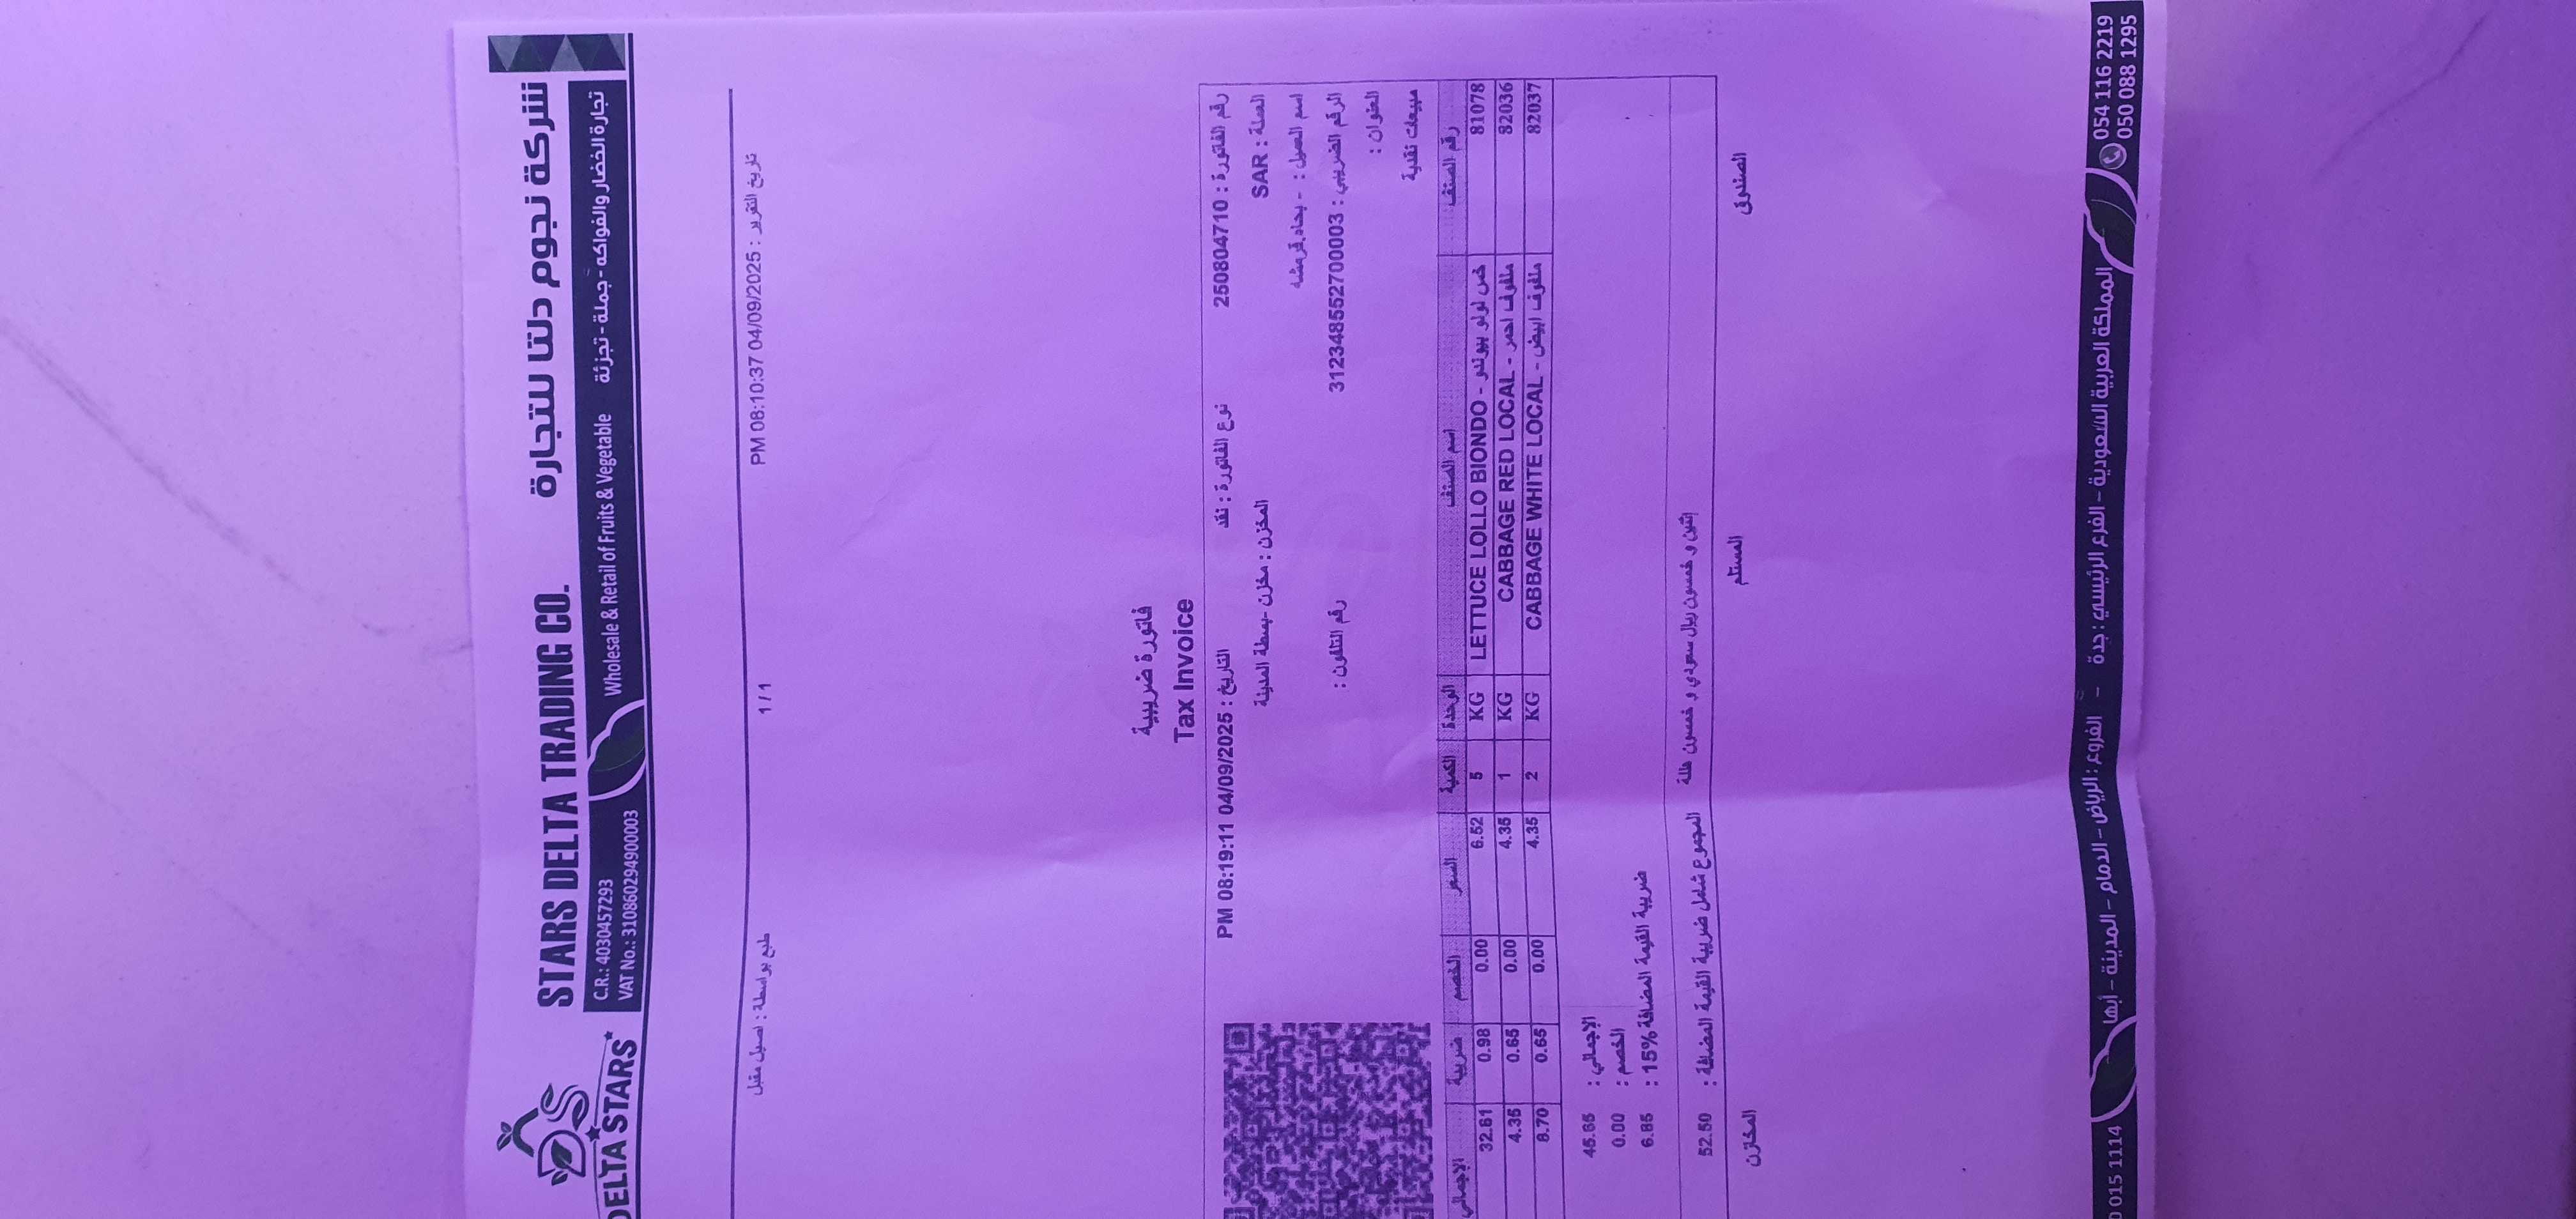 شركة نجوم دلتا للتجارة
STARS DELTA TRADING CO.
DELTA STARS
تجارة الخضار والفواكه - جملة - تجزئة
Wholesale & Retail of Fruits & Vegetable
C.R.: 4030457293
VAT No.: 310860294900003
تاريخ التقرير : 04/09/2025 08:10:37 PM
1 / 1
طبع بواسطة : اصيل مقبل
فاتورة ضريبية
Tax Invoice
رقم الفاتورة : 250804710 نوع الفاتورة : نقد التاريخ : 04/09/2025 08:19:11 PM
العملة : SAR المخزن : مخزن -بسطة المدينة
اسم العميل : -
الرقم الضريبي : 312348552700003 رقم التلفون :
العنوان :
مبيعات نقدية
رقم الصنف اسم الصنف الوحدة الكمية السعر الخصم ضريبة الإجمالي
81078 خس لولو بيوندو - LETTUCE LOLLO BIONDO KG 5 6.52 0.00 0.98 32.61
82036 ملفوف احمر - CABBAGE RED LOCAL KG 1 4.35 0.00 0.65 4.35
82037 ملفوف ابيض - CABBAGE WHITE LOCAL KG 2 4.35 0.00 0.65 8.70
الإجمالي : 45.65
الخصم : 0.00
ضريبة القيمة المضافة 15% : 6.85
إثنين و خمسون ريال سعودي و خمسون هللة المجموع شامل ضريبة القيمة المضافة : 52.50
الصندوق المستلم المخازن
054 116 2219
050 088 1295
المملكة العربية السعودية – الفرع الرئيسي : جدة – الفروع : الرياض – الدمام – المدينة – أبها
0 015 1114